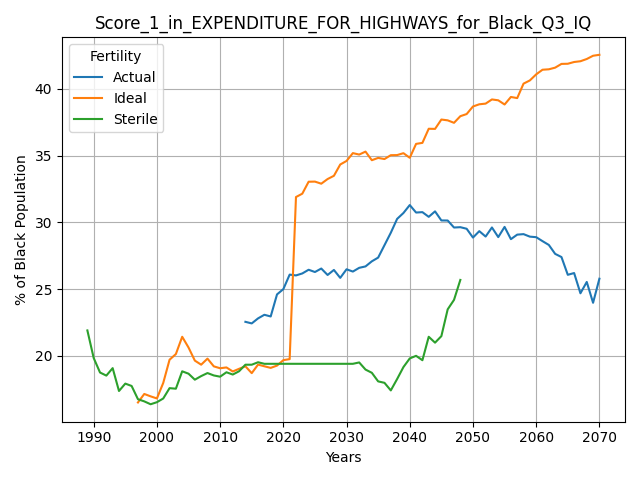 Score_1_in_EXPENDITURE_FOR_HIGHWAYS_for_Black_Q3_IQ
Fertility
Actual
Ideal
Sterile
% of Black Population
40
35
30
25
20
1990 2000 2010 2020 2030 2040 2050 2060 2070
Years